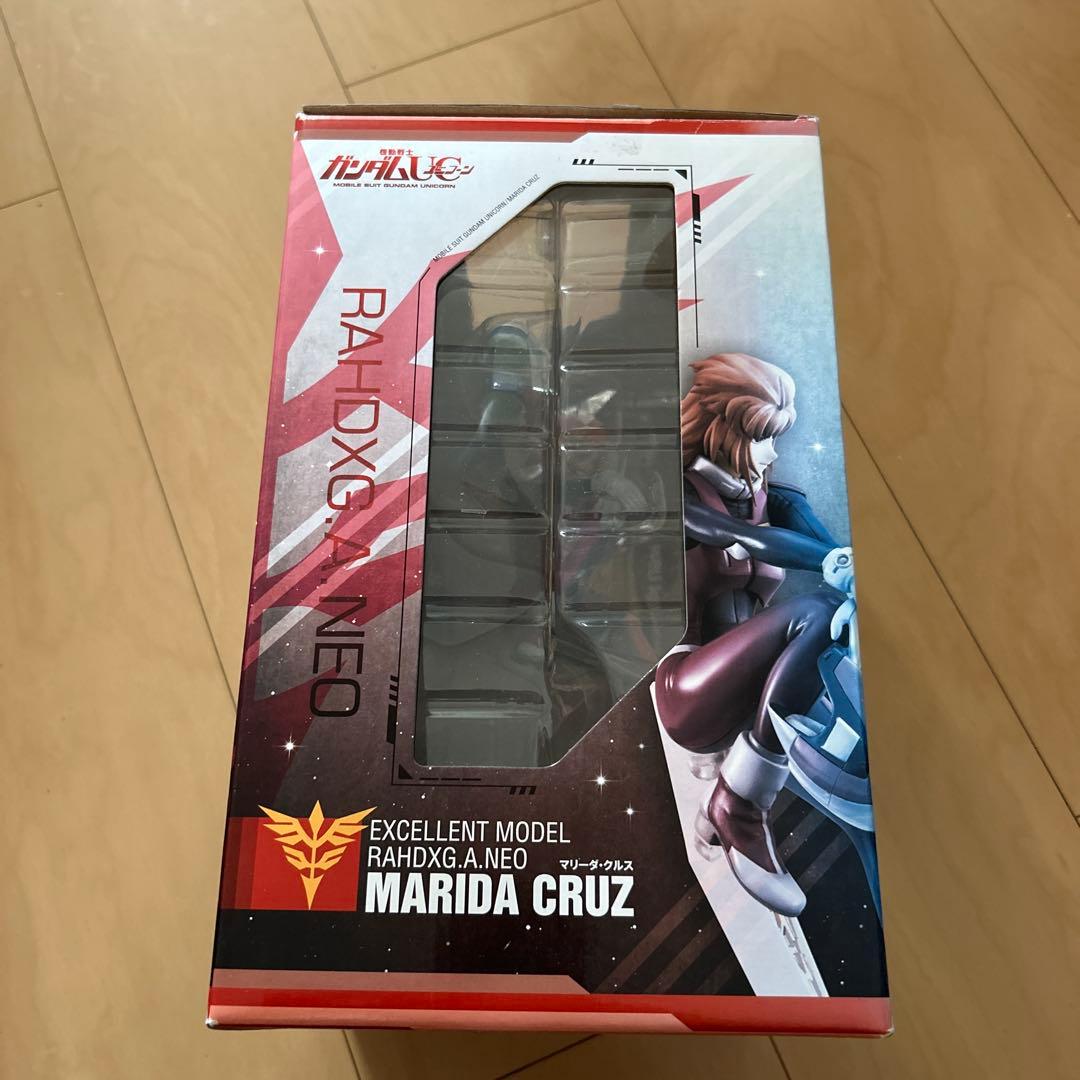 機動戦士
ガンダムUC
ユニコーン
MOBILE SUIT GUNDAM UNICORN
MOBILE SUIT GUNDAM UNICORN / MARIDA CRUZ
RAHDXG.A.NEO
EXCELLENT MODEL
RAHDXG.A.NEO
マリーダ・クルス
MARIDA CRUZ